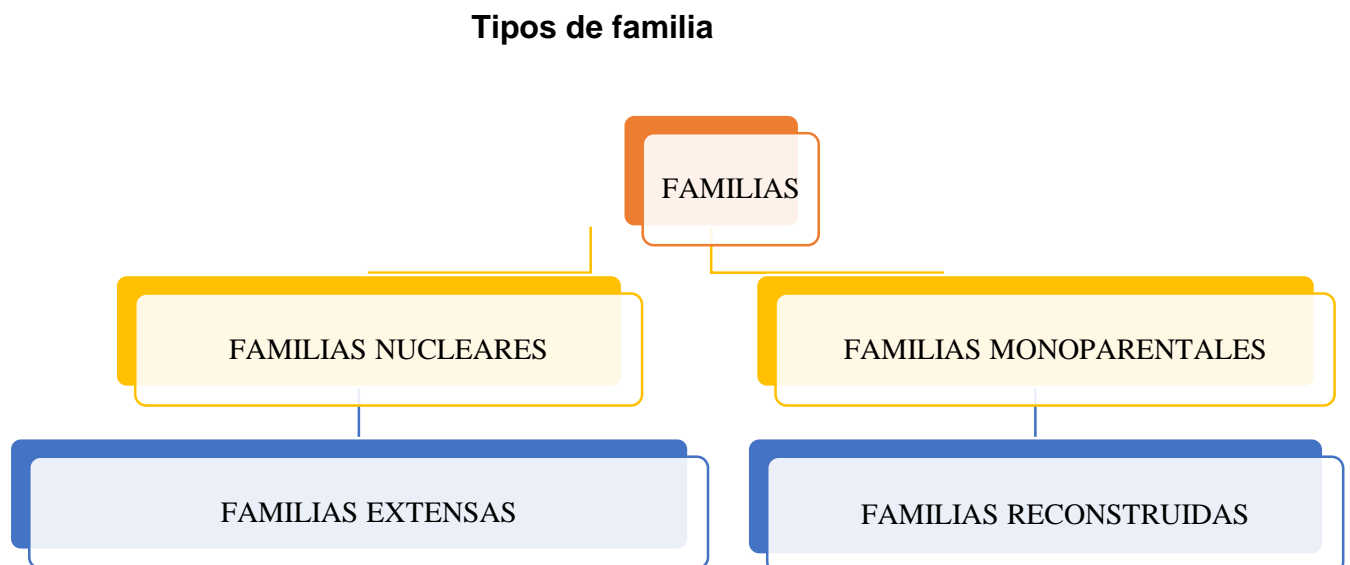 Tipos de familia
FAMILIAS
FAMILIAS NUCLEARES
FAMILIAS MONOPARENTALES
FAMILIAS EXTENSAS
FAMILIAS RECONSTRUIDAS